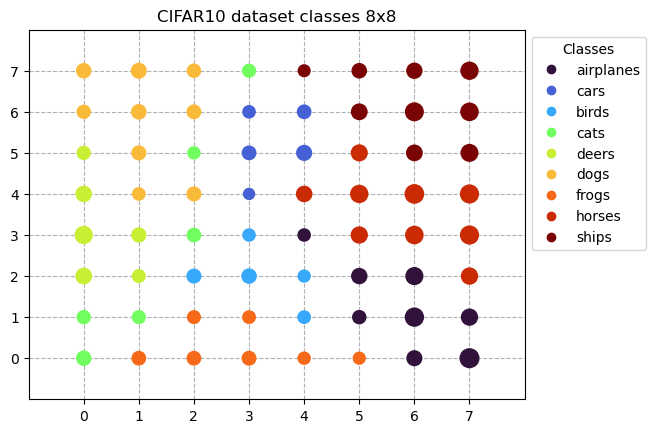 CIFAR10 dataset classes 8x8
7
6
5
4
3
2
1
0
0 1 2 3 4 5 6 7
Classes
airplanes
cars
birds
cats
deers
dogs
frogs
horses
ships